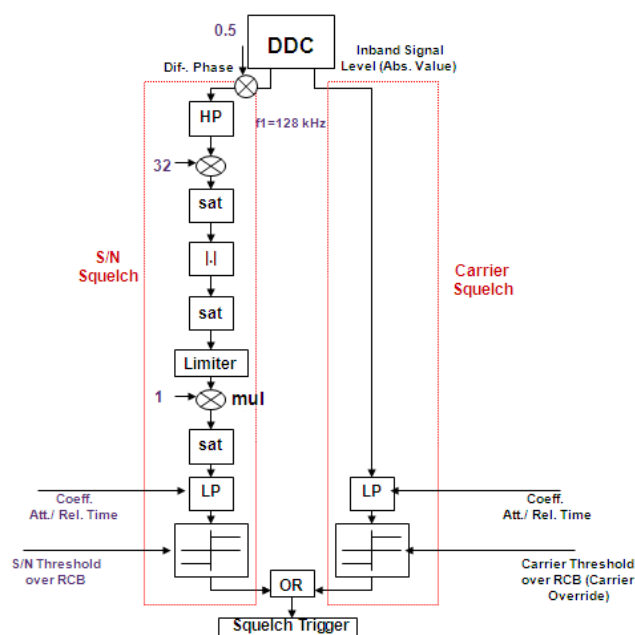 0.5
DDC
Inband Signal
Level (Abs. Value)
Dif-. Phase
HP
f1=128 kHz
32
sat
S/N
Squelch
|.|
Carrier
Squelch
sat
Limiter
1
mul
sat
LP
LP
Coeff.
Att./ Rel. Time
Coeff.
Att./ Rel. Time
S/N Threshold
over RCB
Carrier Threshold
over RCB (Carrier
Override)
OR
Squelch Trigger